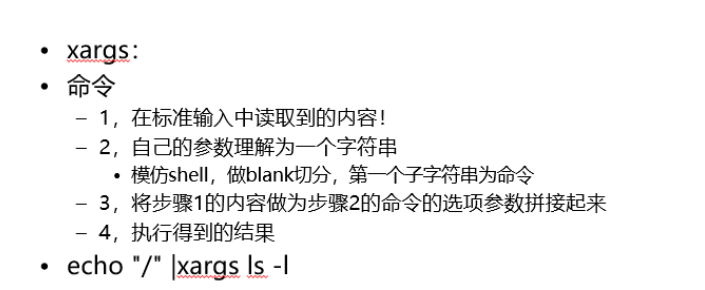 • xargs：
• 命令
– 1，在标准输入中读取到的内容！
– 2，自己的参数理解为一个字符串
• 模仿shell，做blank切分，第一个子字符串为命令
– 3，将步骤1的内容做为步骤2的命令的选项参数拼接起来
– 4，执行得到的结果
• echo "/" |xargs ls -l